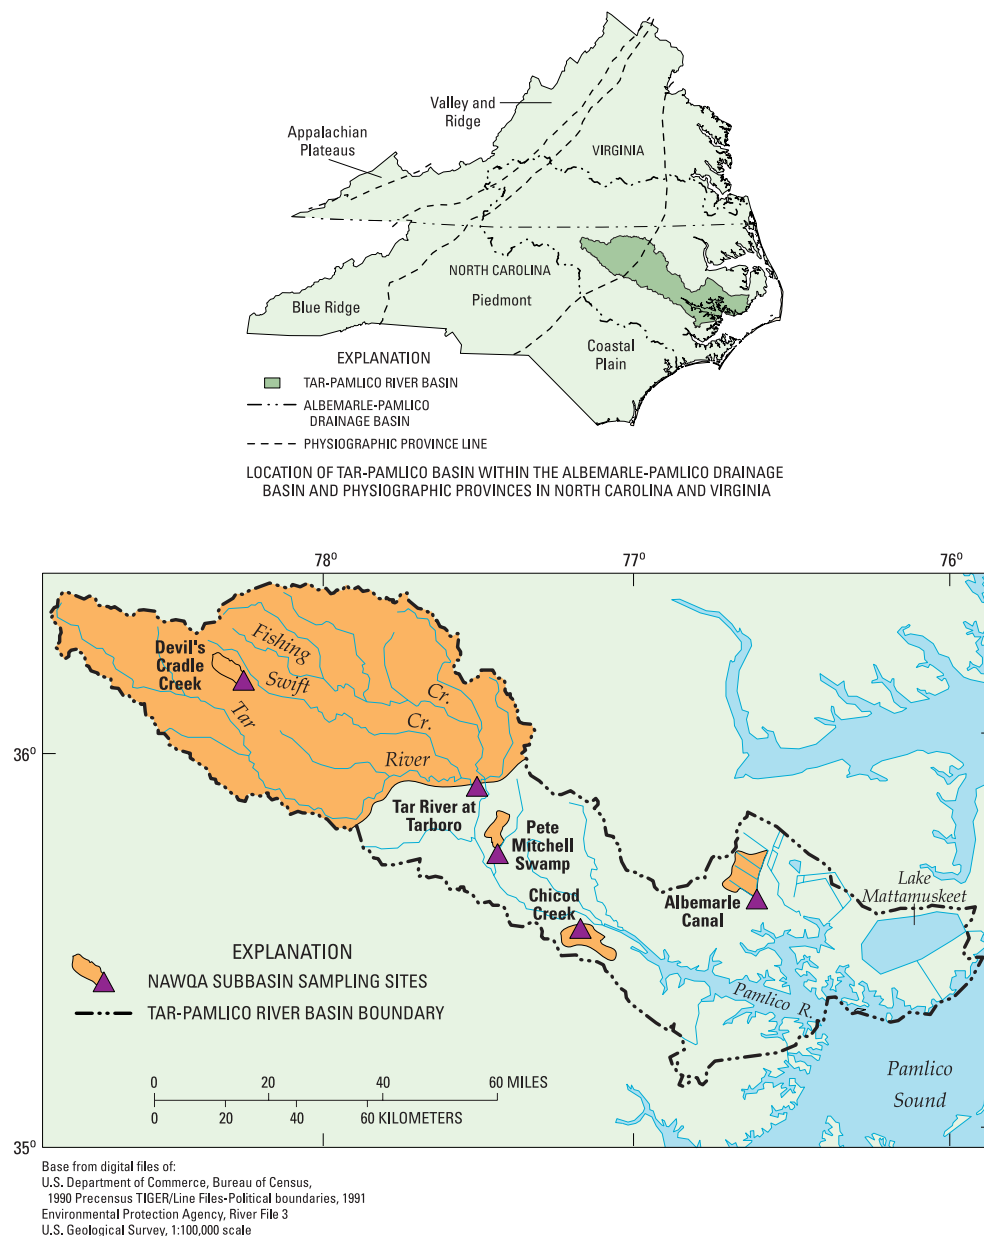 Valley and
Ridge
Appalachian
Plateaus
VIRGINIA
NORTH CAROLINA
Piedmont
Blue Ridge
Coastal
Plain
EXPLANATION
TAR-PAMLICO RIVER BASIN
ALBEMARLE-PAMLICO
DRAINAGE BASIN
PHYSIOGRAPHIC PROVINCE LINE
LOCATION OF TAR-PAMLICO BASIN WITHIN THE ALBEMARLE-PAMLICO DRAINAGE
BASIN AND PHYSIOGRAPHIC PROVINCES IN NORTH CAROLINA AND VIRGINIA
78º
77º
76º
36º
35º
Devil's
Cradle
Creek
Fishing
Cr.
Swift
Cr.
Tar
River
Tar River at
Tarboro
Pete
Mitchell
Swamp
Chicod
Creek
Albemarle
Canal
Lake
Mattamuskeet
Pamlico R.
Pamlico
Sound
EXPLANATION
NAWQA SUBBASIN SAMPLING SITES
TAR-PAMLICO RIVER BASIN BOUNDARY
0 20 40 60 MILES
0 20 40 60 KILOMETERS
Base from digital files of:
U.S. Department of Commerce, Bureau of Census,
1990 Precensus TIGER/Line Files-Political boundaries, 1991
Environmental Protection Agency, River File 3
U.S. Geological Survey, 1:100,000 scale